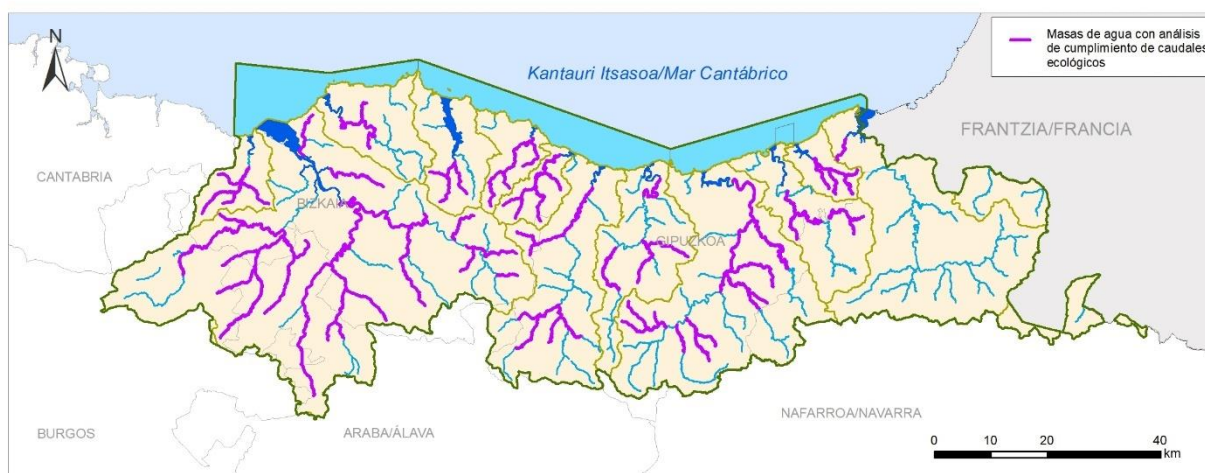 N
Kantauri Itsasoa/Mar Cantábrico
Masas de agua con análisis
de cumplimiento de caudales
ecológicos
FRANTZIA/FRANCIA
CANTABRIA
BIZKAIA
GIPUZKOA
NAFARROA/NAVARRA
BURGOS
ARABA/ÁLAVA
0 10 20 40
km